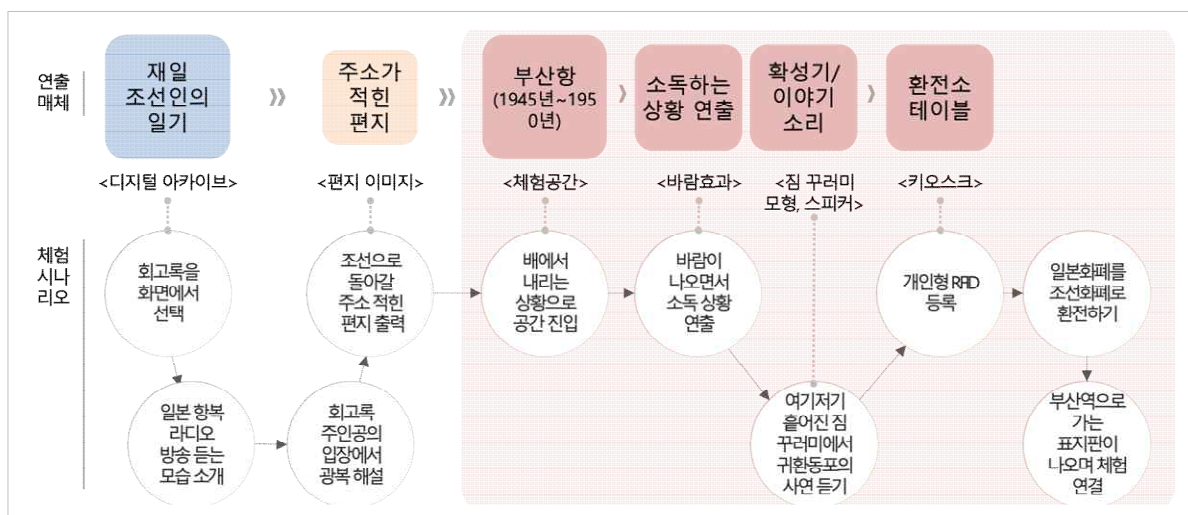 연출
매체
재일
조선인의
일기
주소가
적힌
편지
부산항
(1945년~195
0년)
소독하는
상황 연출
확성기/
이야기
소리
환전소
테이블
<디지털 아카이브>
<편지 이미지>
<체험공간>
<바람효과>
<짐 꾸러미
모형, 스피커>
<키오스크>
체험
시나
리오
회고록을
화면에서
선택
조선으로
돌아갈
주소 적힌
편지 출력
배에서
내리는
상황으로
공간 진입
바람이
나오면서
소독 상황
연출
개인형
등록
일본화폐를
조선화폐로
환전하기
일본 항복
라디오
방송 듣는
모습 소개
회고록
주인공의
입장에서
광복 해설
여기저기
흩어진 짐
꾸러미에서
귀환동포의
사연 듣기
부산역으로
가는
표지판이
나오며 체험
연결